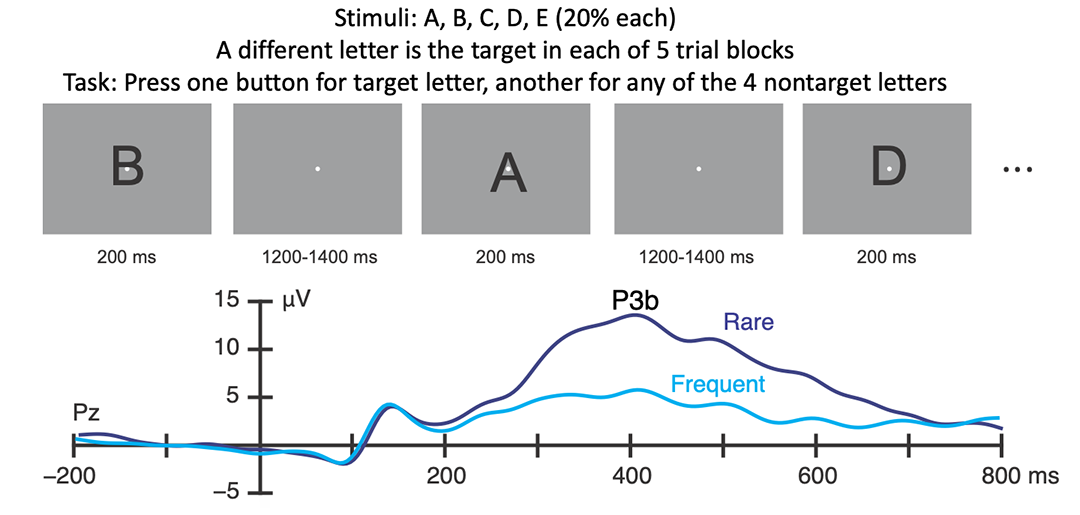 Stimuli: A, B, C, D, E (20% each)
A different letter is the target in each of 5 trial blocks
Task: Press one button for target letter, another for any of the 4 nontarget letters
B
A
D
...
200 ms
1200-1400 ms
200 ms
1200-1400 ms
200 ms
15
µV
P3b
Rare
10
Frequent
5
Pz
−200
200
400
600
800 ms
−5